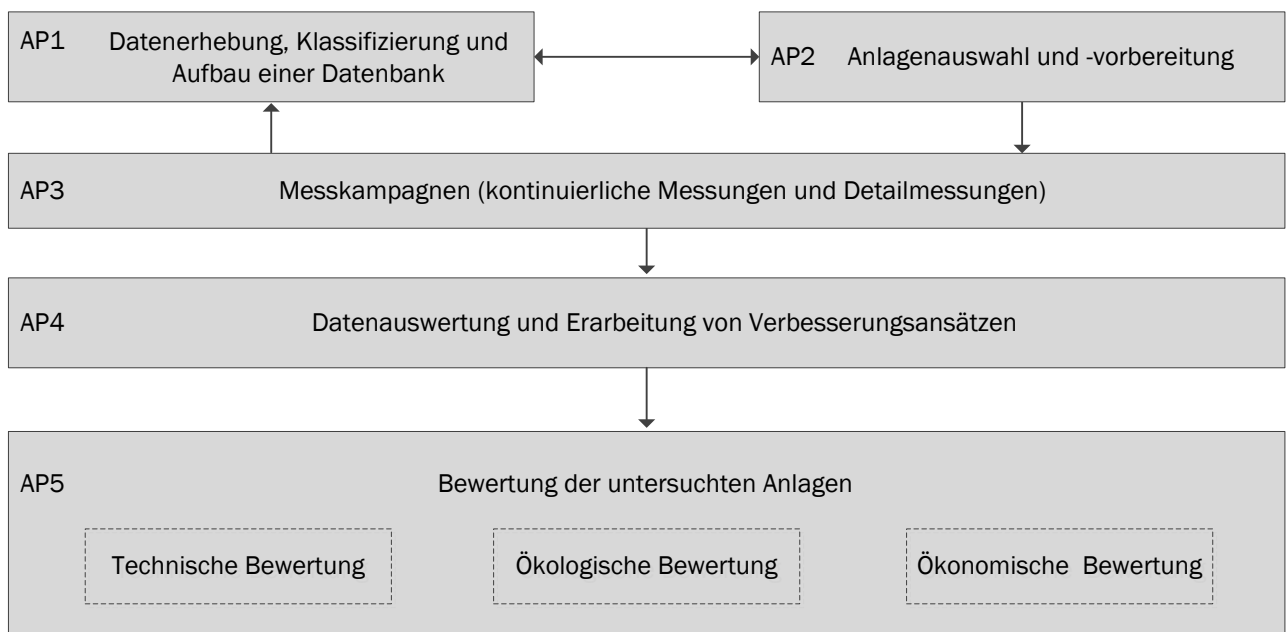 AP1 Datenerhebung, Klassifizierung und
Aufbau einer Datenbank
AP2 Anlagenauswahl und -vorbereitung
AP3 Messkampagnen (kontinuierliche Messungen und Detailmessungen)
AP4 Datenauswertung und Erarbeitung von Verbesserungsansätzen
AP5 Bewertung der untersuchten Anlagen
Technische Bewertung
Ökologische Bewertung
Ökonomische Bewertung